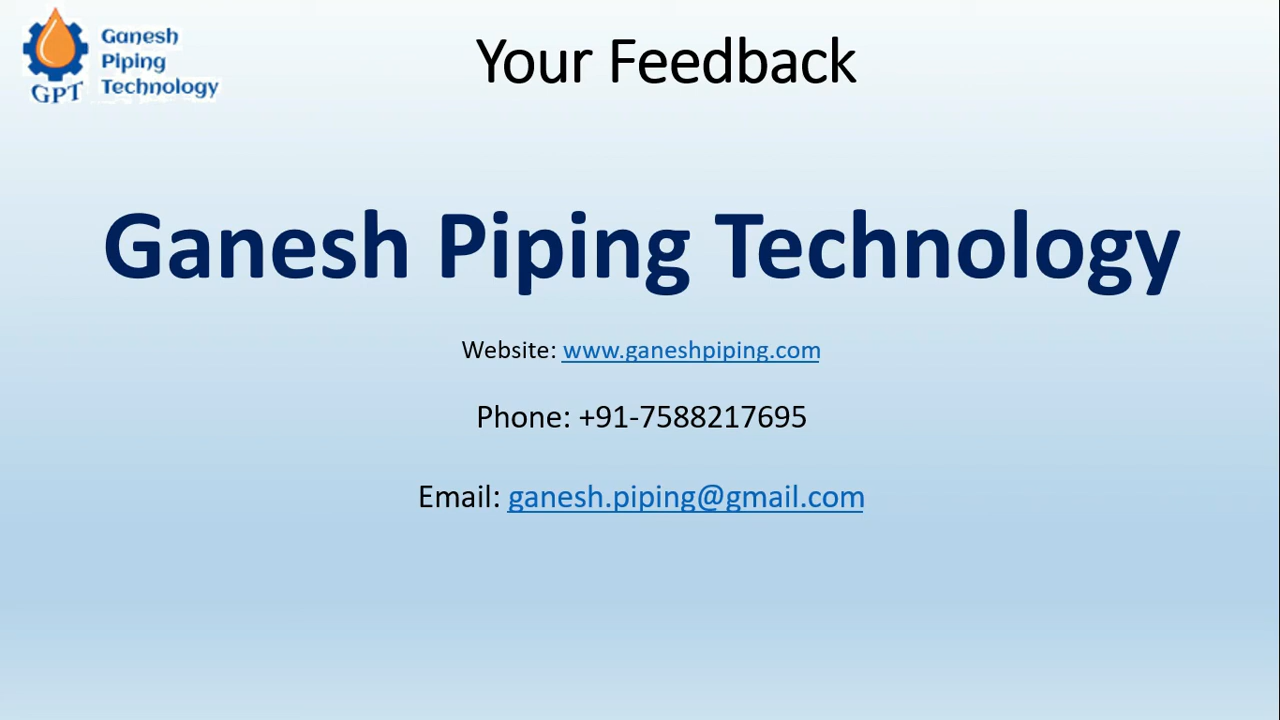 Ganesh
Piping
Technology
GPT
Your Feedback
Ganesh Piping Technology
Website: www.ganeshpiping.com
Phone: +91-7588217695
Email: ganesh.piping@gmail.com